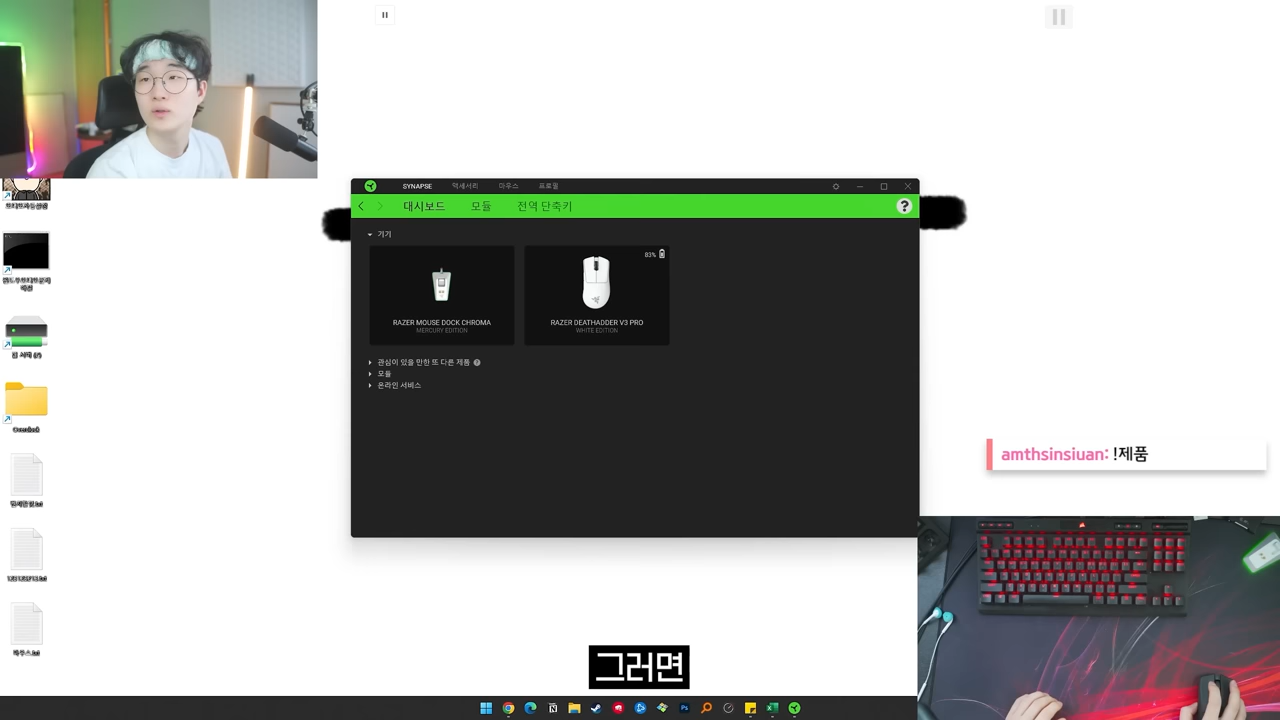 SYNAPSE 액세서리 마우스 프로필
대시보드 모듈 전역 단축키
기기
83%
RAZER MOUSE DOCK CHROMA
MERCURY EDITION
RAZER DEATHADDER V3 PRO
WHITE EDITION
관심이 있을 만한 또 다른 제품
모듈
온라인 서비스
amthsinsiuan: !제품
그러면